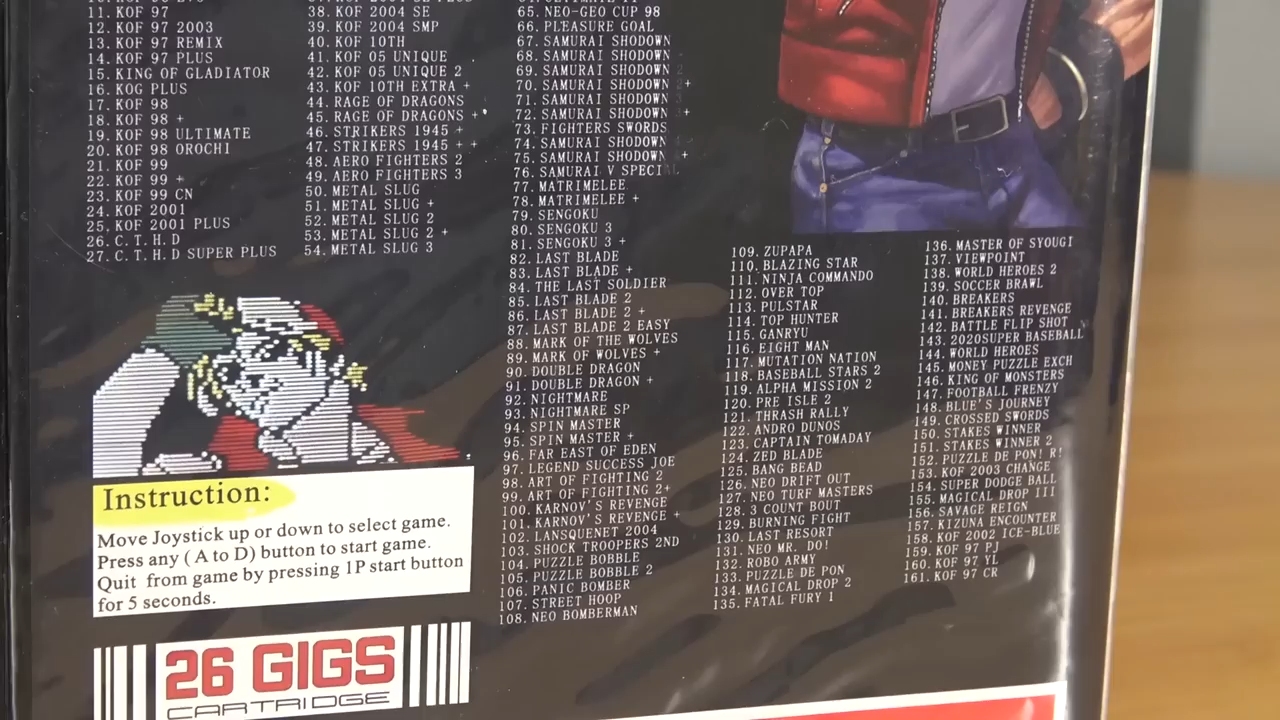 11. KOF 97
12. KOF 97 2003
13. KOF 97 REMIX
14. KOF 97 PLUS
15. KING OF GLADIATOR
16. KOG PLUS
17. KOF 98
18. KOF 98 +
19. KOF 98 ULTIMATE
20. KOF 98 OROCHI
21. KOF 99
22. KOF 99 +
23. KOF 99 CN
24. KOF 2001
25. KOF 2001 PLUS
26. C.T.H.D
27. C.T.H.D SUPER PLUS
38. KOF 2004 SE
39. KOF 2004 SMP
40. KOF 10TH
41. KOF 05 UNIQUE
42. KOF 05 UNIQUE 2
43. KOF 10TH EXTRA +
44. RAGE OF DRAGONS
45. RAGE OF DRAGONS +
46. STRIKERS 1945 +
47. STRIKERS 1945 + +
48. AERO FIGHTERS 2
49. AERO FIGHTERS 3
50. METAL SLUG
51. METAL SLUG +
52. METAL SLUG 2
53. METAL SLUG 2 +
54. METAL SLUG 3
65. NEO-GEO CUP 98
66. PLEASURE GOAL
67. SAMURAI SHODOWN
68. SAMURAI SHODOWN
69. SAMURAI SHODOWN
70. SAMURAI SHODOWN +
71. SAMURAI SHODOWN
72. SAMURAI SHODOWN +
73. FIGHTERS SWORDS
74. SAMURAI SHODOWN
75. SAMURAI SHODOWN +
76. SAMURAI V SPECIAL
77. MATRIMELEE
78. MATRIMELEE +
79. SENGOKU
80. SENGOKU 3
81. SENGOKU 3 +
82. LAST BLADE
83. LAST BLADE +
84. THE LAST SOLDIER
85. LAST BLADE 2
86. LAST BLADE 2 +
87. LAST BLADE 2 EASY
88. MARK OF THE WOLVES
89. MARK OF WOLVES +
90. DOUBLE DRAGON
91. DOUBLE DRAGON +
92. NIGHTMARE
93. NIGHTMARE SP
94. SPIN MASTER
95. SPIN MASTER +
96. FAR EAST OF EDEN
97. LEGEND SUCCESS JOE
98. ART OF FIGHTING 2
99. ART OF FIGHTING 2+
100. KARNOV'S REVENGE
101. KARNOV'S REVENGE +
102. LANSQUENET 2004
103. SHOCK TROOPERS 2ND
104. PUZZLE BOBBLE
105. PUZZLE BOBBLE 2
106. PANIC BOMBER
107. STREET HOOP
108. NEO BOMBERMAN
109. ZUPAPA
110. BLAZING STAR
111. NINJA COMMANDO
112. OVER TOP
113. PULSTAR
114. TOP HUNTER
115. GANRYU
116. EIGHT MAN
117. MUTATION NATION
118. BASEBALL STARS 2
119. ALPHA MISSION 2
120. PRE ISLE 2
121. THRASH RALLY
122. ANDRO DUNOS
123. CAPTAIN TOMADAY
124. ZED BLADE
125. BANG BEAD
126. NEO DRIFT OUT
127. NEO TURF MASTERS
128. 3 COUNT BOUT
129. BURNING FIGHT
130. LAST RESORT
131. NEO MR. DO!
132. ROBO ARMY
133. PUZZLE DE PON
134. MAGICAL DROP 2
135. FATAL FURY 1
136. MASTER OF SYOUGI
137. VIEWPOINT
138. WORLD HEROES 2
139. SOCCER BRAWL
140. BREAKERS
141. BREAKERS REVENGE
142. BATTLE FLIP SHOT
143. 2020SUPER BASEBALL
144. WORLD HEROES
145. MONEY PUZZLE EXCH
146. KING OF MONSTERS
147. FOOTBALL FRENZY
148. BLUE'S JOURNEY
149. CROSSED SWORDS
150. STAKES WINNER
151. STAKES WINNER 2
152. PUZZLE DE PON! R!
153. KOF 2003 CHANGE
154. SUPER DODGE BALL
155. MAGICAL DROP III
156. SAVAGE REIGN
157. KIZUNA ENCOUNTER
158. KOF 2002 ICE-BLUE
159. KOF 97 PJ
160. KOF 97 YL
161. KOF 97 CR
Instruction:
Move Joystick up or down to select game.
Press any ( A to D) button to start game.
Quit from game by pressing 1P start button
for 5 seconds.
26 GIGS
CARTRIDGE